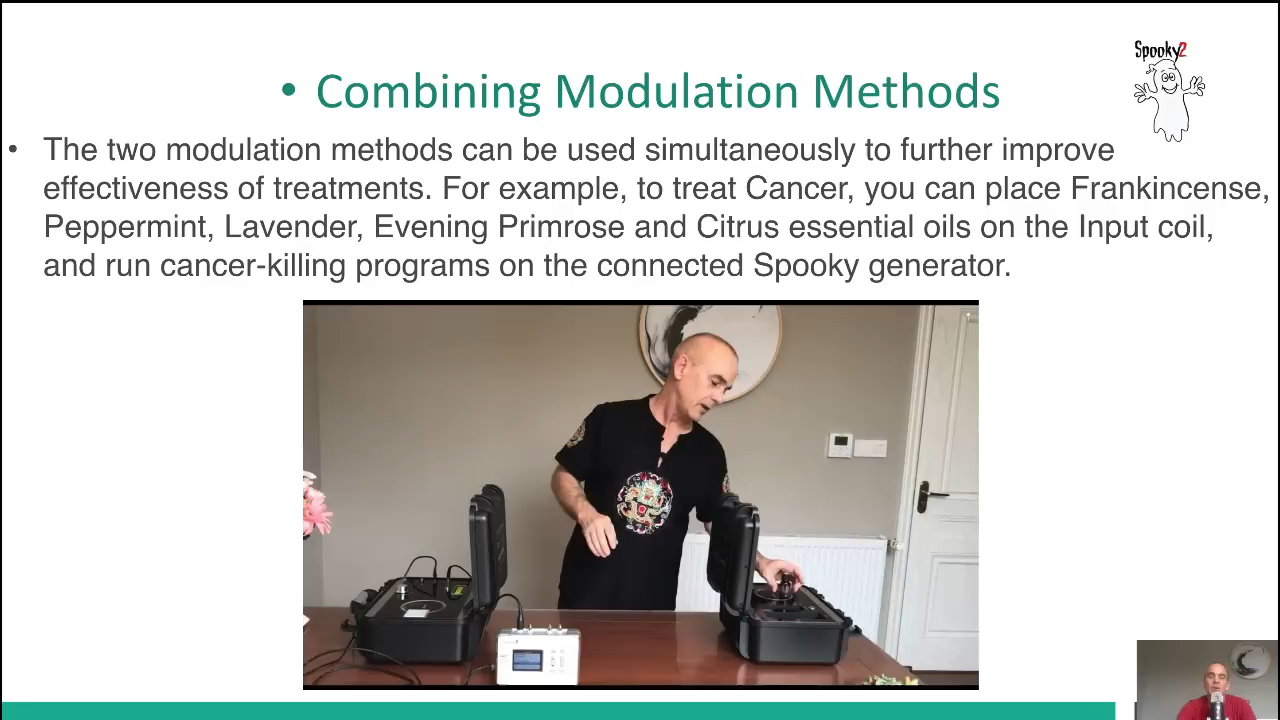 Spooky2
• Combining Modulation Methods
• The two modulation methods can be used simultaneously to further improve
effectiveness of treatments. For example, to treat Cancer, you can place Frankincense,
Peppermint, Lavender, Evening Primrose and Citrus essential oils on the Input coil,
and run cancer-killing programs on the connected Spooky generator.